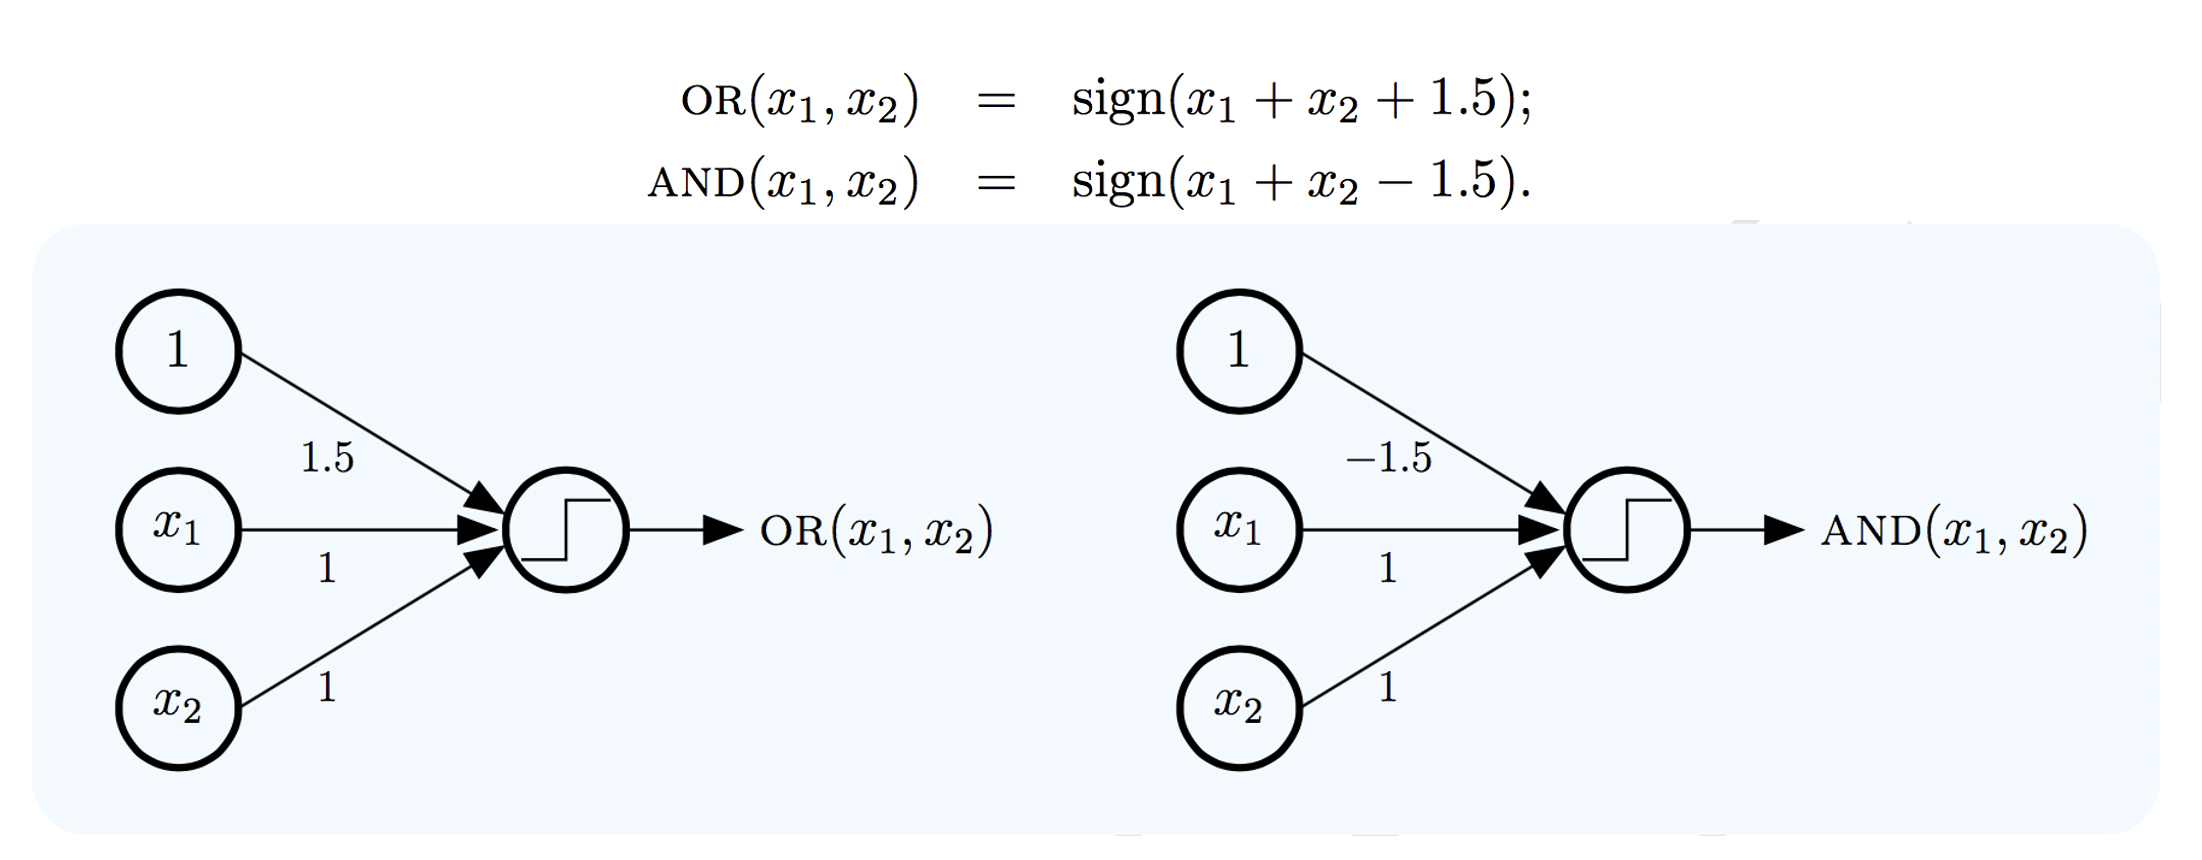 OR(x₁, x₂) = sign(x₁ + x₂ + 1.5);
AND(x₁, x₂) = sign(x₁ + x₂ − 1.5).
1
1.5
x₁
1
x₂
1
OR(x₁, x₂)
1
−1.5
x₁
1
x₂
1
AND(x₁, x₂)